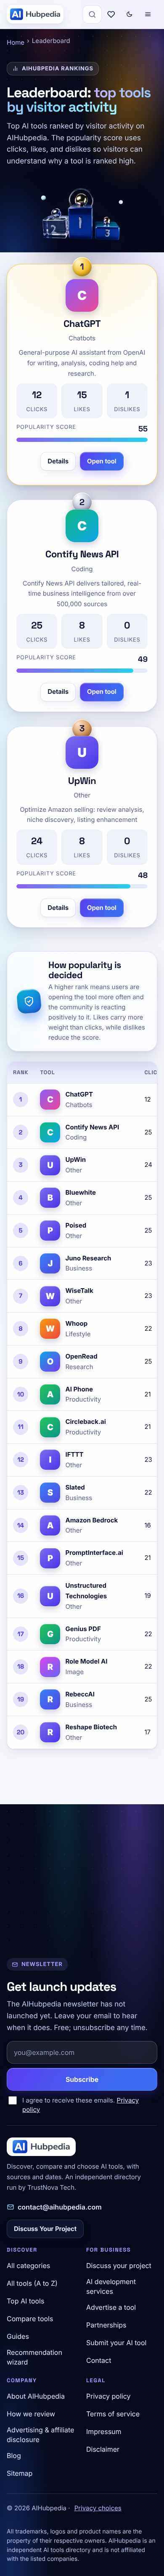 AI Hubpedia
Home › Leaderboard
AIHUBPEDIA RANKINGS
Leaderboard: top tools
by visitor activity
Top AI tools ranked by visitor activity on
AIHubpedia. The popularity score uses
clicks, likes, and dislikes so visitors can
understand why a tool is ranked high.
1
C
ChatGPT
Chatbots
General-purpose AI assistant from OpenAI
for writing, analysis, coding help and
research.
12 15 1
CLICKS LIKES DISLIKES
POPULARITY SCORE 55
Details Open tool
2
C
Contify News API
Coding
Contify News API delivers tailored, real-
time business intelligence from over
500,000 sources
25 8 0
CLICKS LIKES DISLIKES
POPULARITY SCORE 49
Details Open tool
3
U
UpWin
Other
Optimize Amazon selling: review analysis,
niche discovery, listing enhancement
24 8 0
CLICKS LIKES DISLIKES
POPULARITY SCORE 48
Details Open tool
How popularity is
decided
A higher rank means users are
opening the tool more often and
the community is reacting
positively to it. Likes carry more
weight than clicks, while dislikes
reduce the score.
RANK TOOL CLIC
1 C ChatGPT 12
Chatbots
2 C Contify News API 25
Coding
3 U UpWin 24
Other
4 B Bluewhite 25
Other
5 P Poised 25
Other
6 J Juno Research 23
Business
7 W WiseTalk 23
Other
8 W Whoop 22
Lifestyle
9 O OpenRead 25
Research
10 A AI Phone 21
Productivity
11 C Circleback.ai 21
Productivity
12 I IFTTT 23
Other
13 S Slated 22
Business
14 A Amazon Bedrock 16
Other
15 P PromptInterface.ai 21
Other
16 U Unstructured
Technologies 19
Other
17 G Genius PDF 22
Productivity
18 R Role Model AI 22
Image
19 R RebeccAI 25
Business
20 R Reshape Biotech 17
Other
NEWSLETTER
Get launch updates
The AIHubpedia newsletter has not
launched yet. Leave your email to hear
when it does. Free; unsubscribe any time.
you@example.com
Subscribe
I agree to receive these emails. Privacy
policy
AI Hubpedia
Discover, compare and choose AI tools, with
sources and dates. An independent directory
run by TrustNova Tech.
contact@aihubpedia.com
Discuss Your Project
DISCOVER
All categories
All tools (A to Z)
Top AI tools
Compare tools
Guides
Recommendation
wizard
FOR BUSINESS
Discuss your project
AI development
services
Advertise a tool
Partnerships
Submit your AI tool
Contact
COMPANY
About AIHubpedia
How we review
Advertising & affiliate
disclosure
Blog
Sitemap
LEGAL
Privacy policy
Terms of service
Impressum
Disclaimer
© 2026 AIHubpedia · Privacy choices
All trademarks, logos and product names are the
property of their respective owners. AIHubpedia is an
independent AI tools directory and is not affiliated
with the listed companies.